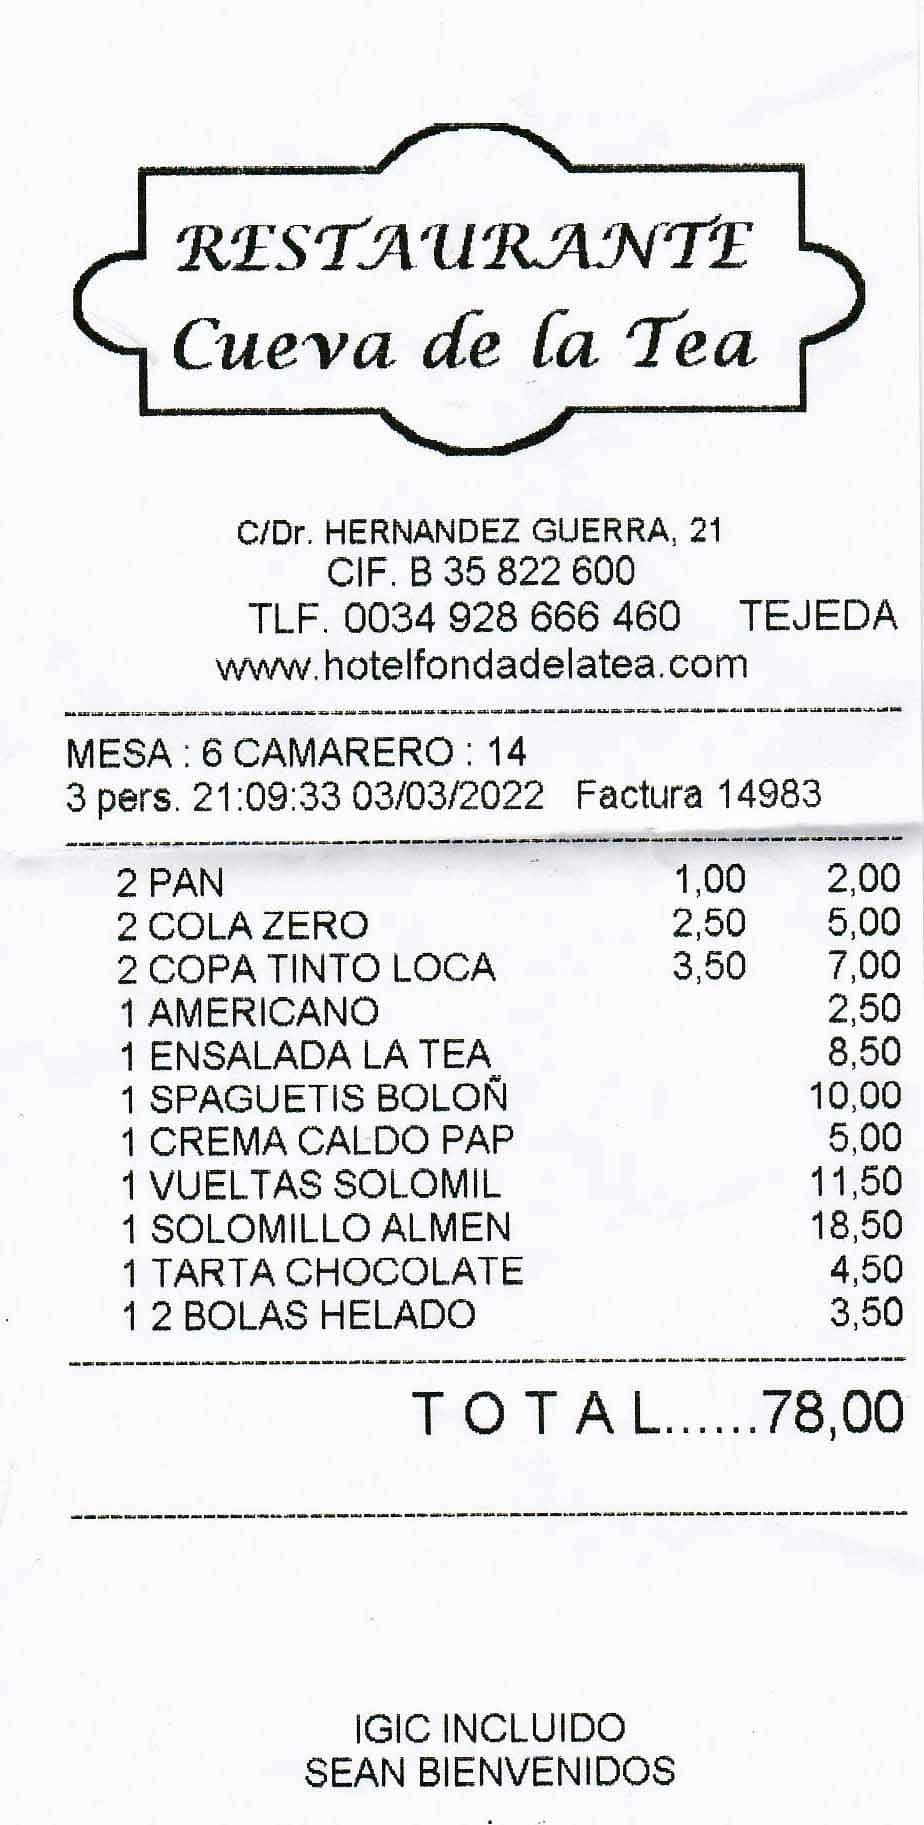 RESTAURANTE
Cueva de la Tea
C/Dr. HERNANDEZ GUERRA, 21
CIF. B 35 822 600
TLF. 0034 928 666 460 TEJEDA
www.hotelfondadelatea.com
MESA : 6 CAMARERO : 14
3 pers. 21:09:33 03/03/2022 Factura 14983
2 PAN 1,00 2,00
2 COLA ZERO 2,50 5,00
2 COPA TINTO LOCA 3,50 7,00
1 AMERICANO 2,50
1 ENSALADA LA TEA 8,50
1 SPAGUETIS BOLOÑ 10,00
1 CREMA CALDO PAP 5,00
1 VUELTAS SOLOMIL 11,50
1 SOLOMILLO ALMEN 18,50
1 TARTA CHOCOLATE 4,50
1 2 BOLAS HELADO 3,50
T O T A L......78,00
IGIC INCLUIDO
SEAN BIENVENIDOS